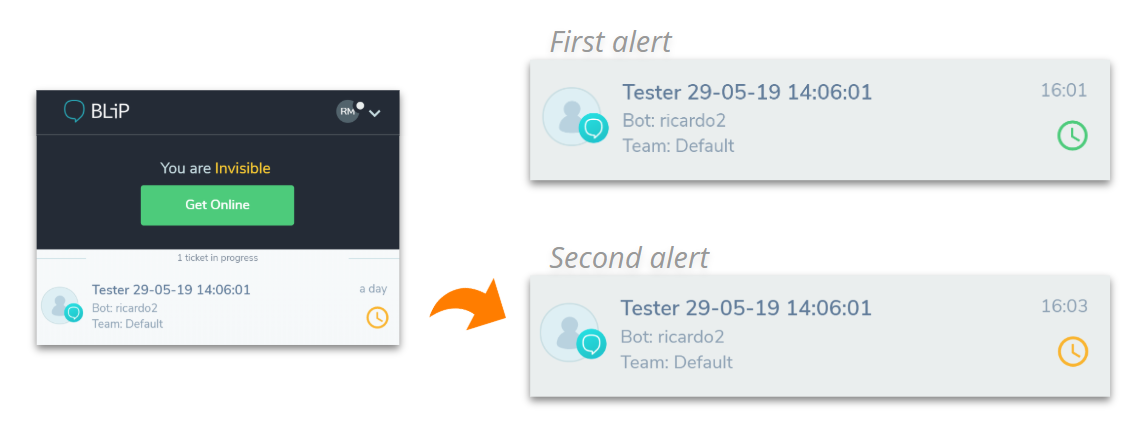 BLiP
RM
You are Invisible
Get Online
1 ticket in progress
Tester 29-05-19 14:06:01
a day
Bot: ricardo2
Team: Default
First alert
Tester 29-05-19 14:06:01
16:01
Bot: ricardo2
Team: Default
Second alert
Tester 29-05-19 14:06:01
16:03
Bot: ricardo2
Team: Default